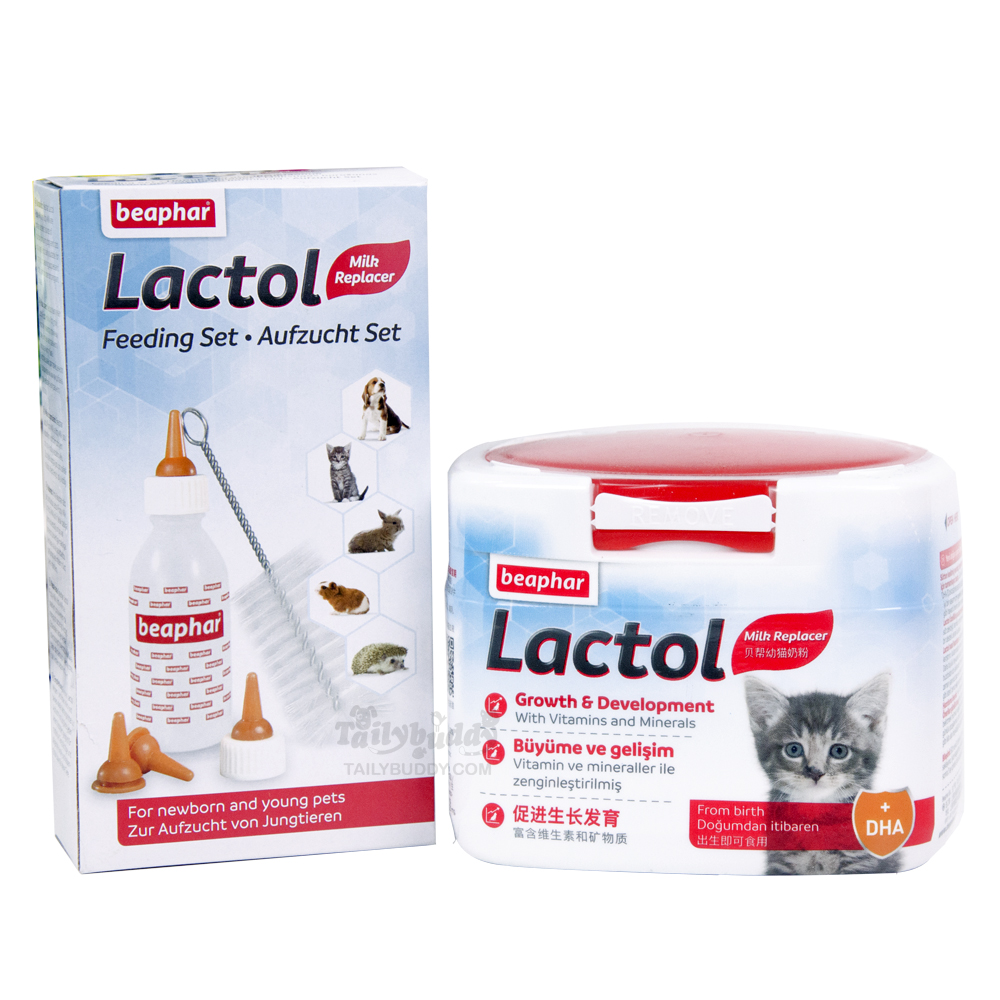 beaphar
Lactol
Milk
Replacer
Feeding Set • Aufzucht Set
beaphar
For newborn and young pets
Zur Aufzucht von Jungtieren
Tailybuddy
TAILYBUDDY.COM
REMOVE
beaphar
Lactol
Milk Replacer
贝帮幼猫奶粉
Growth & Development
With Vitamins and Minerals
Büyüme ve gelişim
Vitamin ve mineraller ile
zenginleştirilmiş
促进生长发育
富含维生素和矿物质
From birth
Doğumdan itibaren
出生即可食用
+
DHA